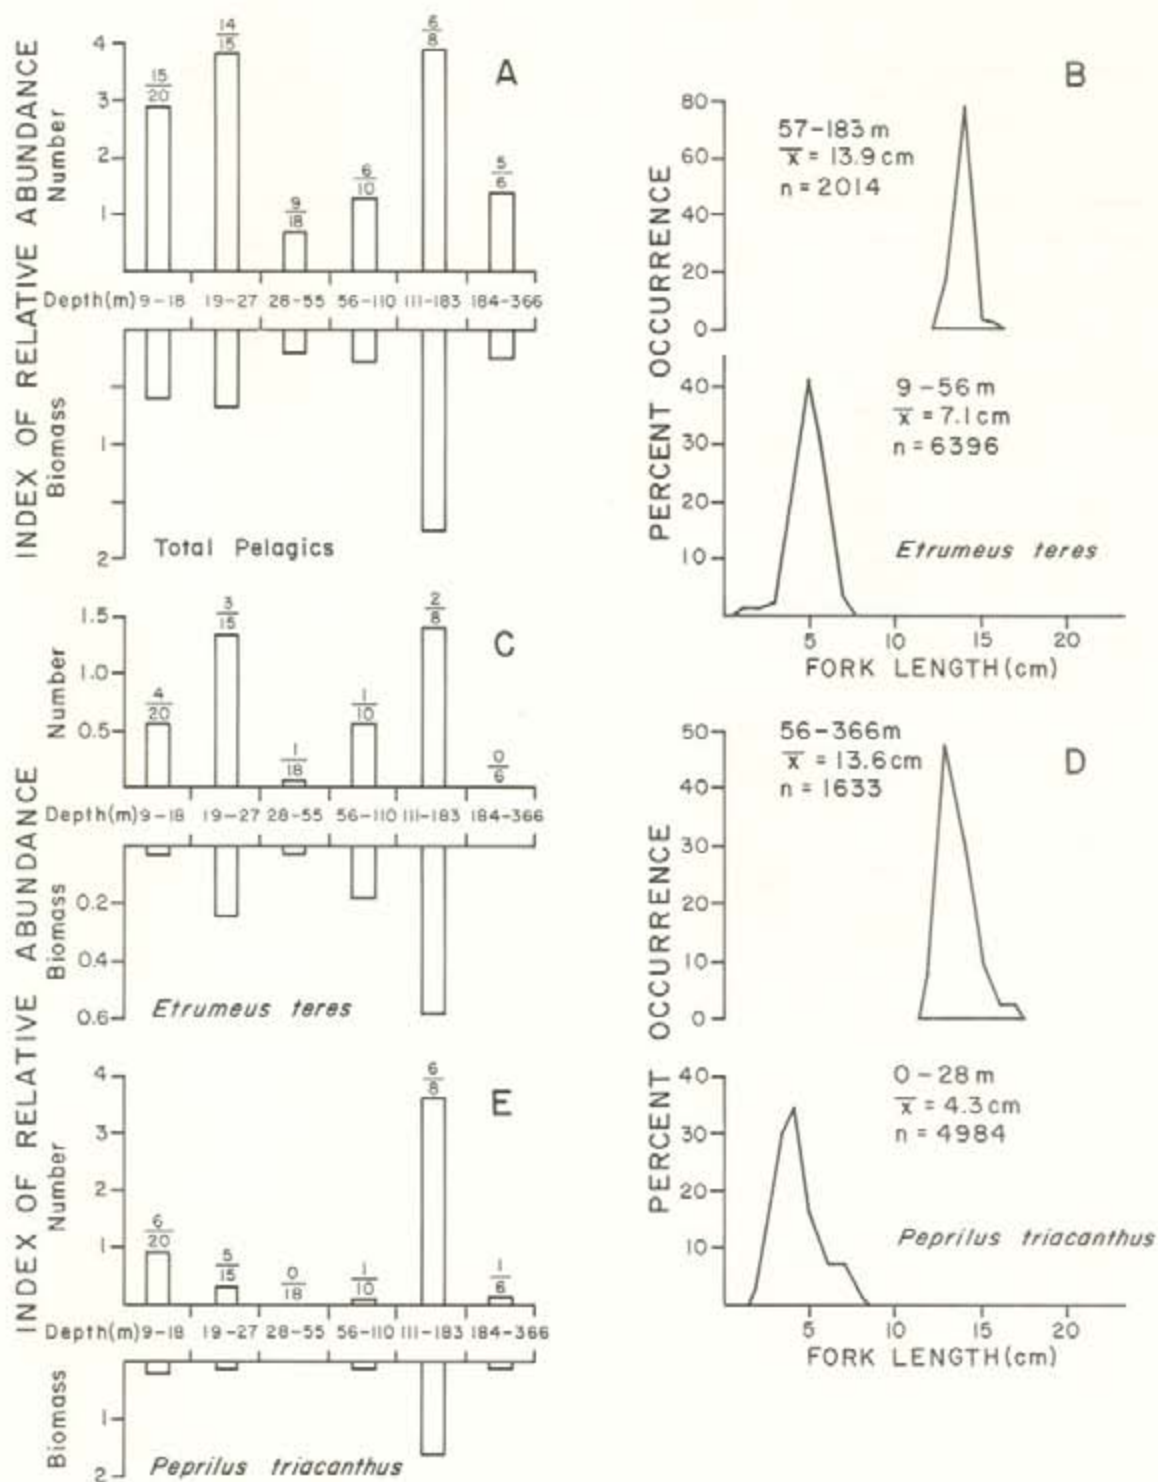 INDEX OF RELATIVE ABUNDANCE
Number
Biomass
A
4
3
2
1
15/20
14/15
9/18
6/10
6/8
5/6
Depth(m) 9-18 19-27 28-55 56-110 111-183 184-366
1
2
Total Pelagics
B
PERCENT OCCURRENCE
80
60
40
20
0
57-183 m
x̄ = 13.9 cm
n = 2014
40
30
20
10
9-56 m
x̄ = 7.1 cm
n = 6396
Etrumeus teres
5 10 15 20
FORK LENGTH (cm)
INDEX OF RELATIVE ABUNDANCE
Number
Biomass
C
1.5
1.0
0.5
4/20
3/15
1/18
1/10
2/8
0/6
Depth(m) 9-18 19-27 28-55 56-110 111-183 184-366
0.2
0.4
0.6
Etrumeus teres
D
PERCENT OCCURRENCE
50
40
30
20
10
0
56-366 m
x̄ = 13.6 cm
n = 1633
40
30
20
10
0-28 m
x̄ = 4.3 cm
n = 4984
Peprilus triacanthus
5 10 15 20
FORK LENGTH (cm)
E
Number
Biomass
4
3
2
1
6/20
5/15
0/18
1/10
6/8
1/6
Depth(m) 9-18 19-27 28-55 56-110 111-183 184-366
1
2
Peprilus triacanthus